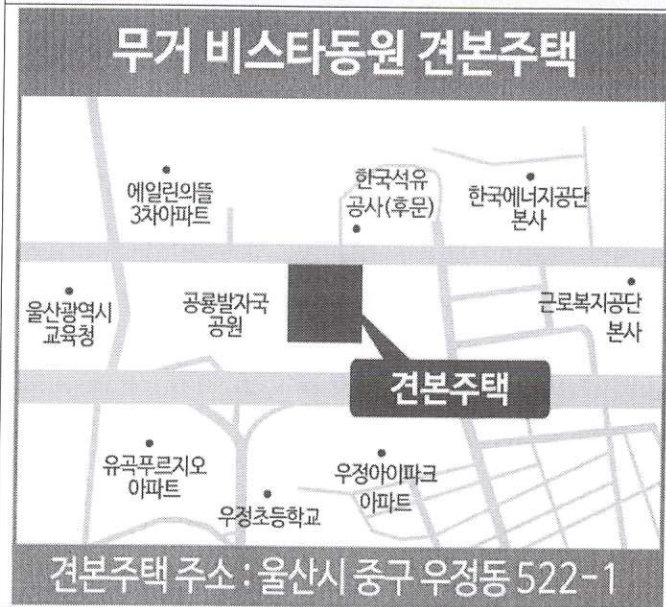 무거 비스타동원 견본주택
에일린의뜰
3차아파트
한국석유
공사(후문)
한국에너지공단
본사
울산광역시
교육청
공룡발자국
공원
근로복지공단
본사
견본주택
유곡푸르지오
아파트
우정초등학교
우정아이파크
아파트
견본주택 주소 : 울산시 중구 우정동 522-1